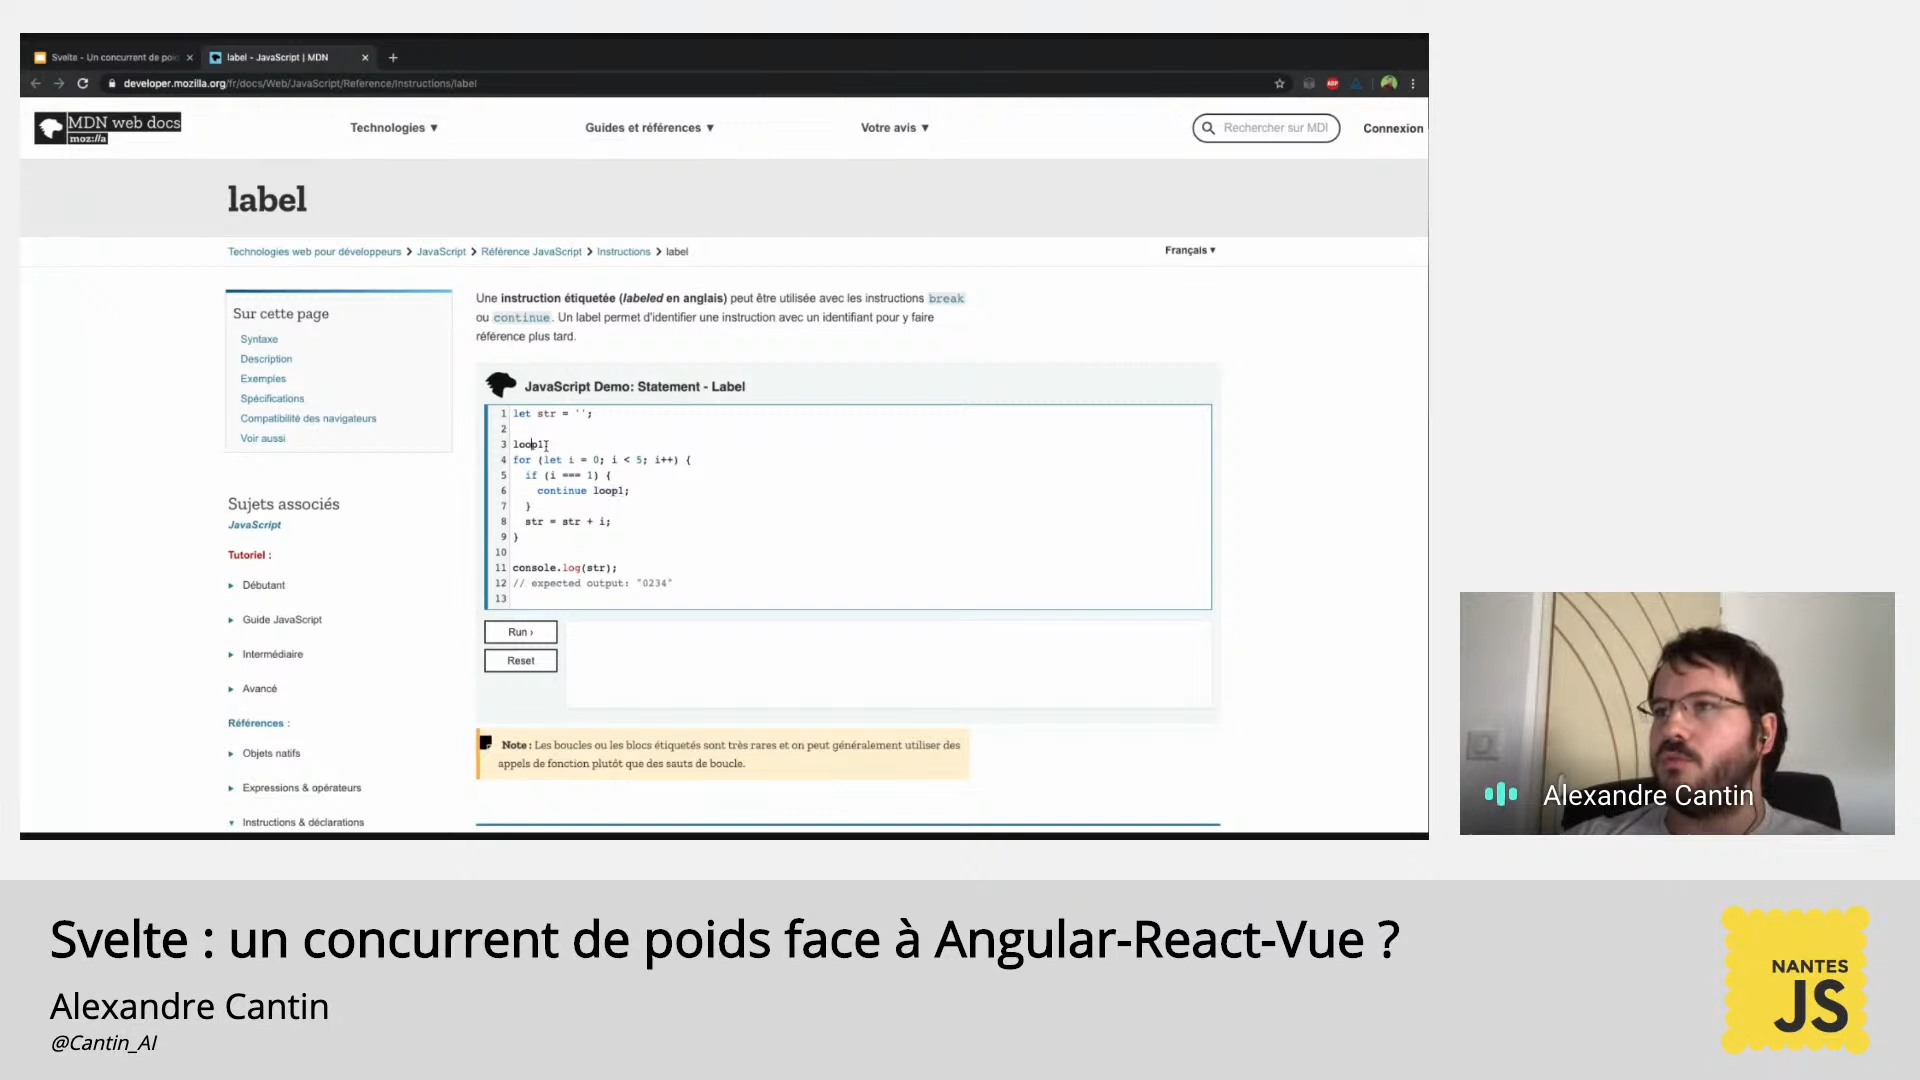 Svelte - Un concurrent de poi
label - JavaScript | MDN
developer.mozilla.org/fr/docs/Web/JavaScript/Reference/Instructions/label
ABP
MDN web docs
moz://a
Technologies ▼
Guides et références ▼
Votre avis ▼
Rechercher sur MDI
Connexion
label
Technologies web pour développeurs > JavaScript > Référence JavaScript > Instructions > label
Français ▾
Sur cette page
Syntaxe
Description
Exemples
Spécifications
Compatibilité des navigateurs
Voir aussi
Sujets associés
JavaScript
Tutoriel :
Débutant
Guide JavaScript
Intermédiaire
Avancé
Références :
Objets natifs
Expressions & opérateurs
Instructions & déclarations
Une instruction étiquetée (labeled en anglais) peut être utilisée avec les instructions break
ou continue. Un label permet d'identifier une instruction avec un identifiant pour y faire
référence plus tard.
JavaScript Demo: Statement - Label
1 let str = '';
2
3 loop1:
4 for (let i = 0; i < 5; i++) {
5 if (i === 1) {
6 continue loop1;
7 }
8 str = str + i;
9 }
10
11 console.log(str);
12 // expected output: "0234"
13
Run ›
Reset
Note : Les boucles ou les blocs étiquetés sont très rares et on peut généralement utiliser des
appels de fonction plutôt que des sauts de boucle.
Alexandre Cantin
Svelte : un concurrent de poids face à Angular-React-Vue ?
Alexandre Cantin
@Cantin_Al
NANTES
JS